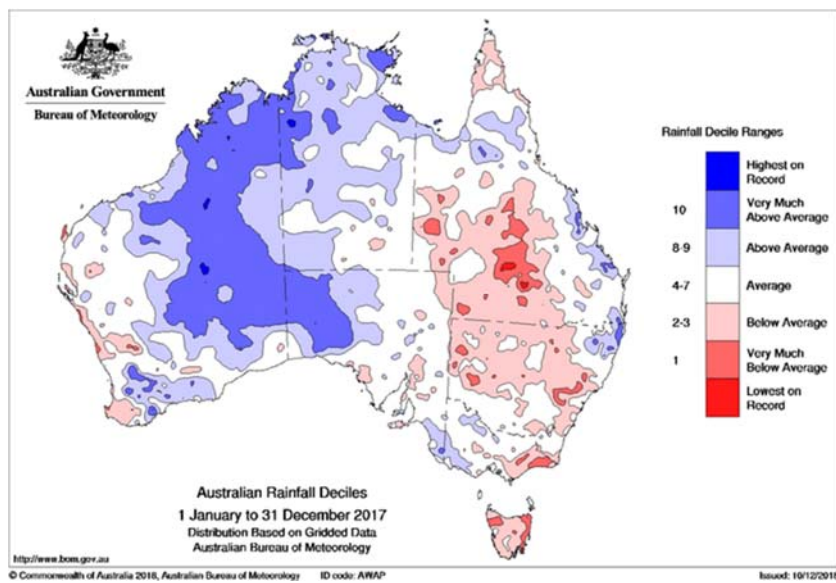 Australian Government
Bureau of Meteorology
Rainfall Decile Ranges
Highest on
Record
10
Very Much
Above Average
8-9
Above Average
4-7
Average
2-3
Below Average
1
Very Much
Below Average
Lowest on
Record
Australian Rainfall Deciles
1 January to 31 December 2017
Distribution Based on Gridded Data
Australian Bureau of Meteorology
http://www.bom.gov.au
© Commonwealth of Australia 2018, Australian Bureau of Meteorology
ID code: AWAP